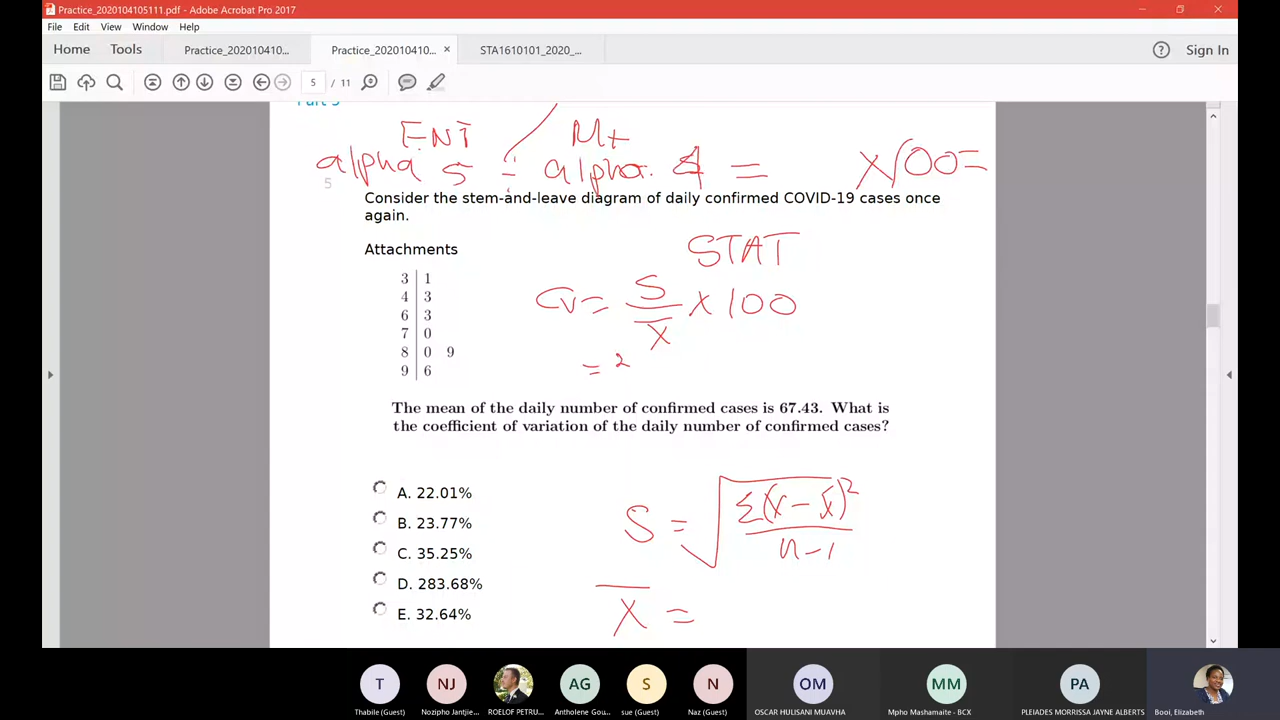 Practice_2020104105111.pdf - Adobe Acrobat Pro 2017
File Edit View Window Help
Home Tools Practice_202010410... Practice_202010410... × STA1610101_2020_... Sign In
5 / 11
Part 5
ENT Mt
alpha s = alpha. 4 = x100=
5
Consider the stem-and-leave diagram of daily confirmed COVID-19 cases once
again.
Attachments
STAT
3 | 1
4 | 3
6 | 3
7 | 0
8 | 0 9
9 | 6
CV = S/X̄ x 100
= 2
The mean of the daily number of confirmed cases is 67.43. What is
the coefficient of variation of the daily number of confirmed cases?
A. 22.01%
B. 23.77%
C. 35.25%
D. 283.68%
E. 32.64%
S = √Σ(x-x̄)²/n-1
X̄ =
T NJ AG S N OM MM PA
Thabile (Guest) Nozipho Jantjie... ROELOF PETRU... Antholene Gou... sue (Guest) Naz (Guest) OSCAR HULISANI MUAVHA Mpho Mashamaite - BCX PLEIADES MORRISSA JAYNE ALBERTS Booi, Elizabeth